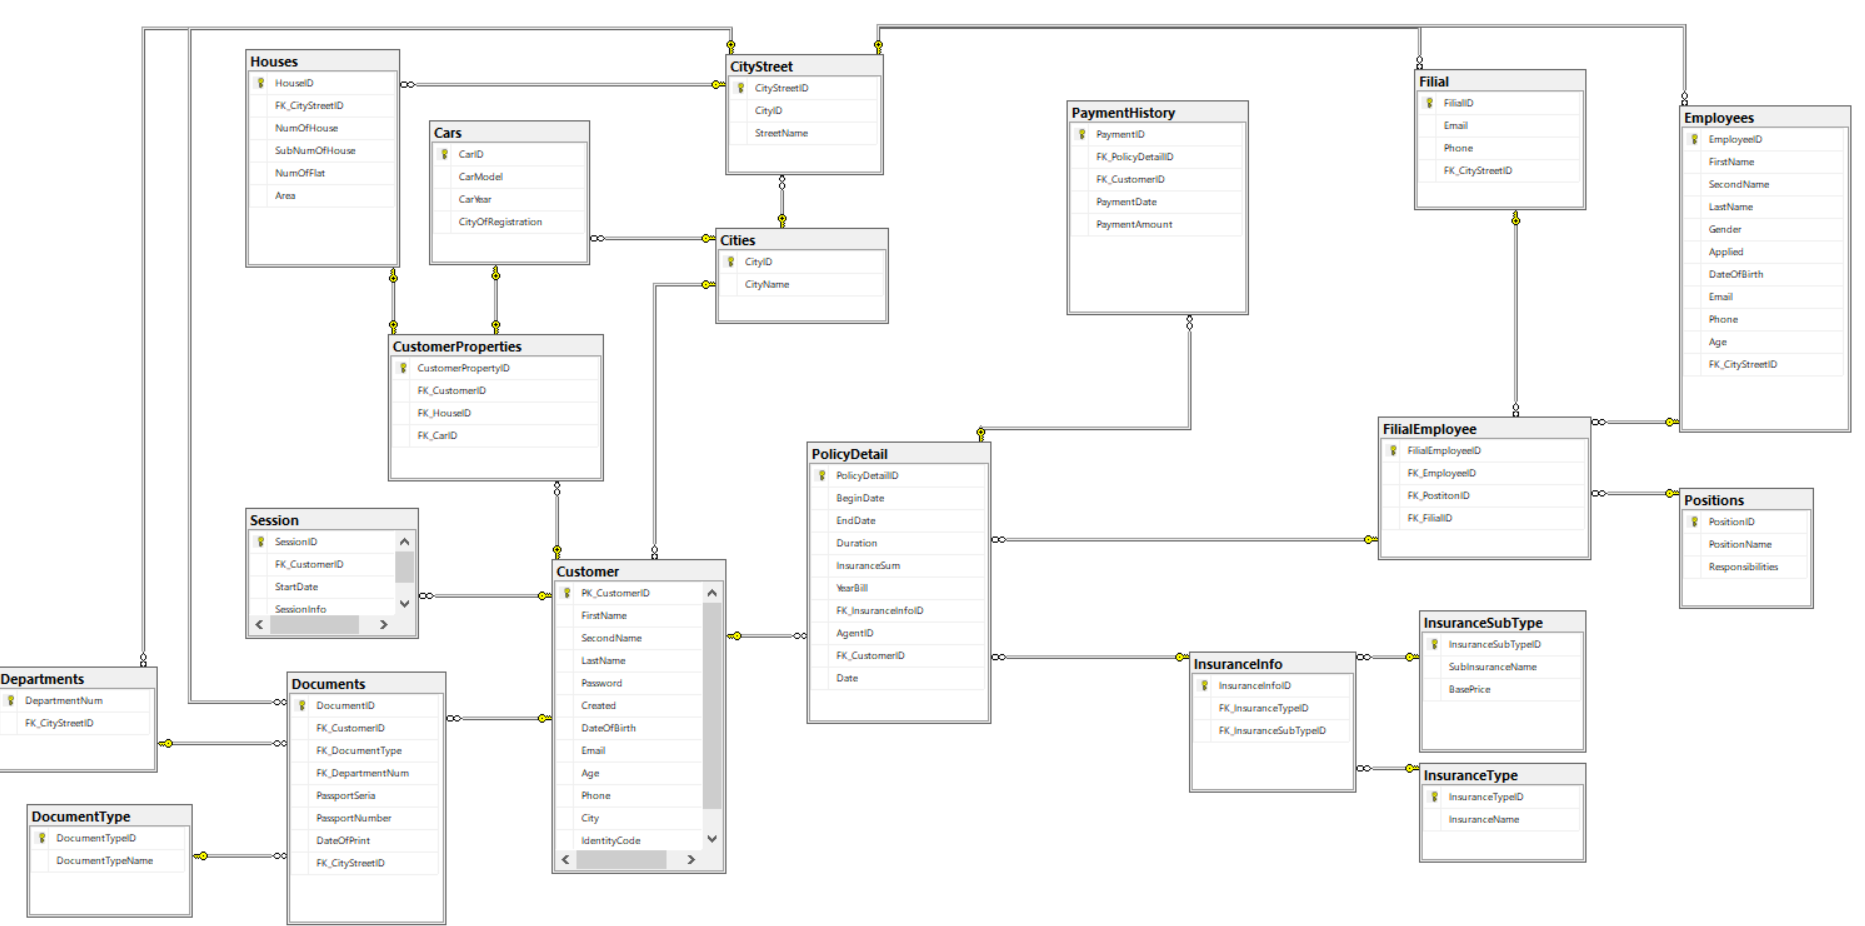 Houses
HouseID
FK_CityStreetID
NumOfHouse
SubNumOfHouse
NumOfFlat
Area
Cars
CarID
CarModel
CarYear
CityOfRegistration
CityStreet
CityStreetID
CityID
StreetName
Cities
CityID
CityName
PaymentHistory
PaymentID
FK_PolicyDetailID
FK_CustomerID
PaymentDate
PaymentAmount
Filial
FilialID
Email
Phone
FK_CityStreetID
Employees
EmployeeID
FirstName
SecondName
LastName
Gender
Applied
DateOfBirth
Email
Phone
Age
FK_CityStreetID
CustomerProperties
CustomerPropertyID
FK_CustomerID
FK_HouseID
FK_CarID
Session
SessionID
FK_CustomerID
StartDate
SessionInfo
Customer
PK_CustomerID
FirstName
SecondName
LastName
Password
Created
DateOfBirth
Email
Age
Phone
City
IdentityCode
PolicyDetail
PolicyDetailID
BeginDate
EndDate
Duration
InsuranceSum
YearBill
FK_InsuranceInfoID
AgentID
FK_CustomerID
Date
FilialEmployee
FilialEmployeeID
FK_EmployeeID
FK_PostitonID
FK_FilialID
Positions
PositionID
PositionName
Responsibilities
InsuranceInfo
InsuranceInfoID
FK_InsuranceTypeID
FK_InsuranceSubTypeID
InsuranceSubType
InsuranceSubTypeID
SubInsuranceName
BasePrice
InsuranceType
InsuranceTypeID
InsuranceName
Departments
DepartmentNum
FK_CityStreetID
Documents
DocumentID
FK_CustomerID
FK_DocumentType
FK_DepartmentNum
PassportSeria
PassportNumber
DateOfPrint
FK_CityStreetID
DocumentType
DocumentTypeID
DocumentTypeName